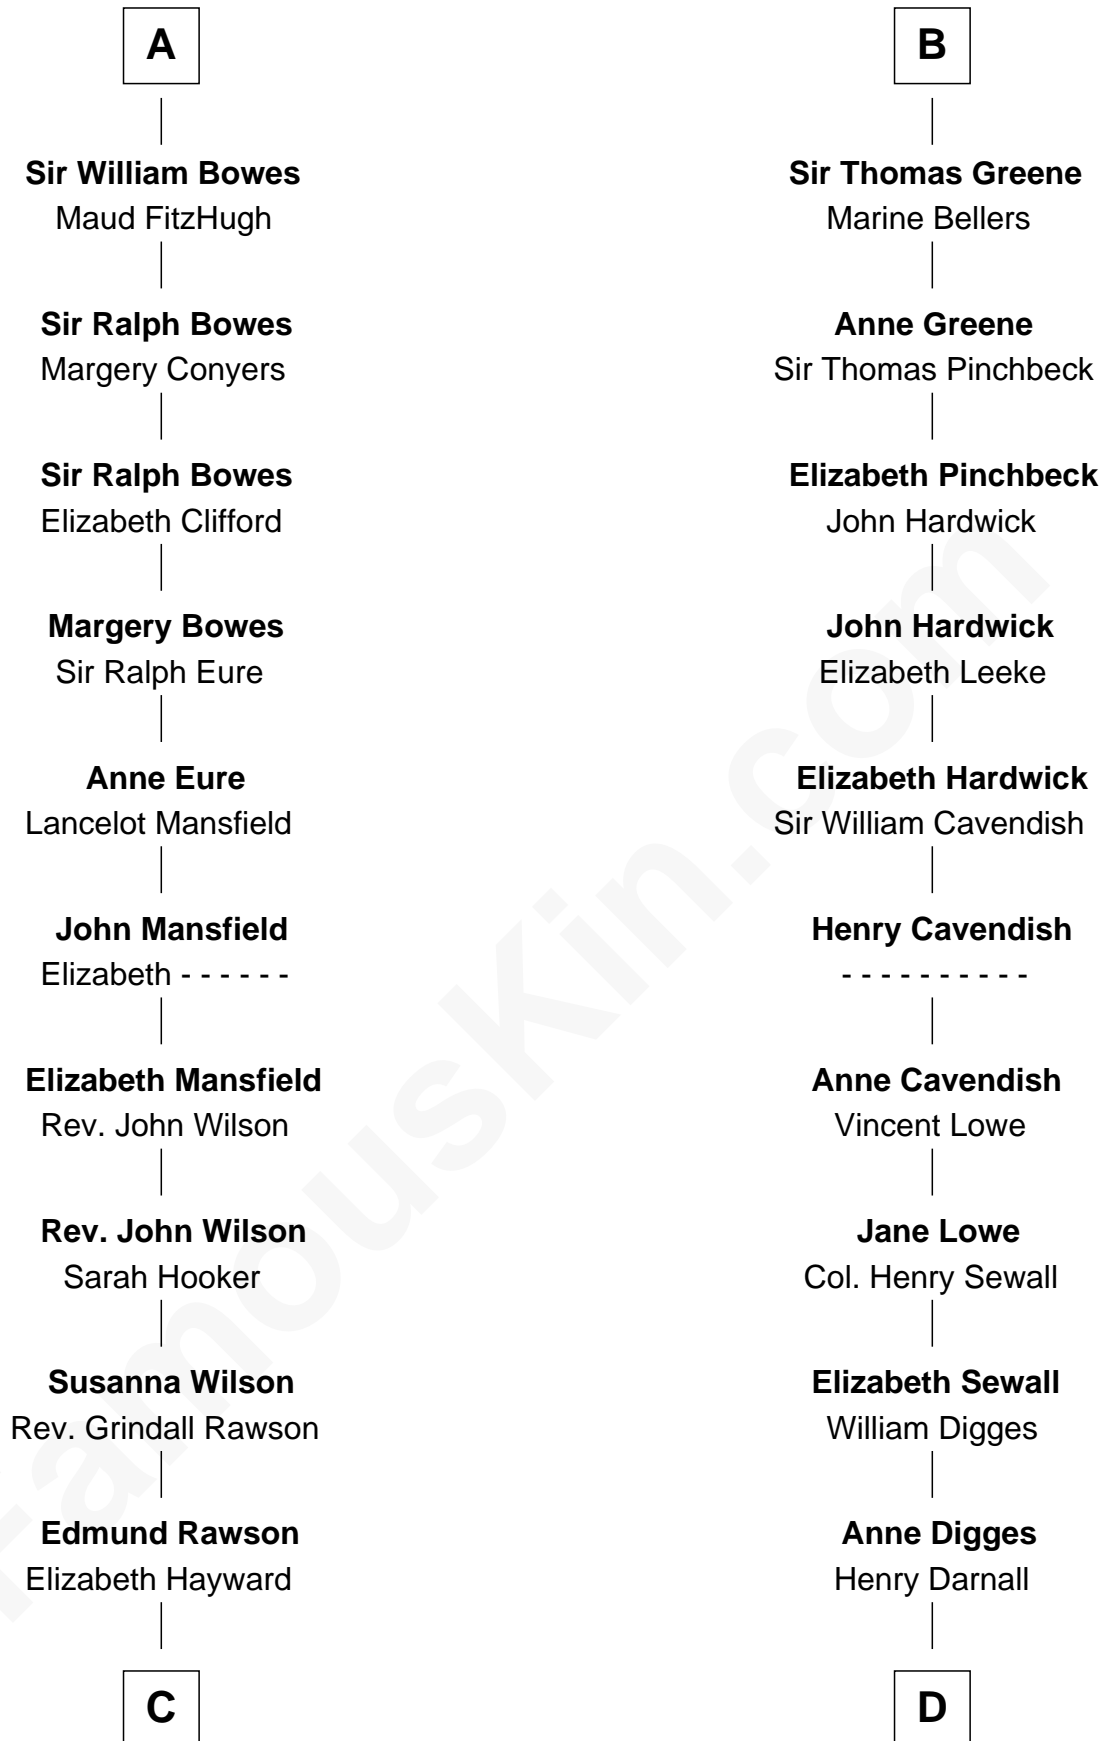 A
Sir William Bowes
Maud FitzHugh
Sir Ralph Bowes
Margery Conyers
Sir Ralph Bowes
Elizabeth Clifford
Margery Bowes
Sir Ralph Eure
Anne Eure
Lancelot Mansfield
John Mansfield
Elizabeth - - - - - -
Elizabeth Mansfield
Rev. John Wilson
Rev. John Wilson
Sarah Hooker
Susanna Wilson
Rev. Grindall Rawson
Edmund Rawson
Elizabeth Hayward
C
B
Sir Thomas Greene
Marine Bellers
Anne Greene
Sir Thomas Pinchbeck
Elizabeth Pinchbeck
John Hardwick
John Hardwick
Elizabeth Leeke
Elizabeth Hardwick
Sir William Cavendish
Henry Cavendish
- - - - - - - - - -
Anne Cavendish
Vincent Lowe
Jane Lowe
Col. Henry Sewall
Elizabeth Sewall
William Digges
Anne Digges
Henry Darnall
D
FamousKin.com